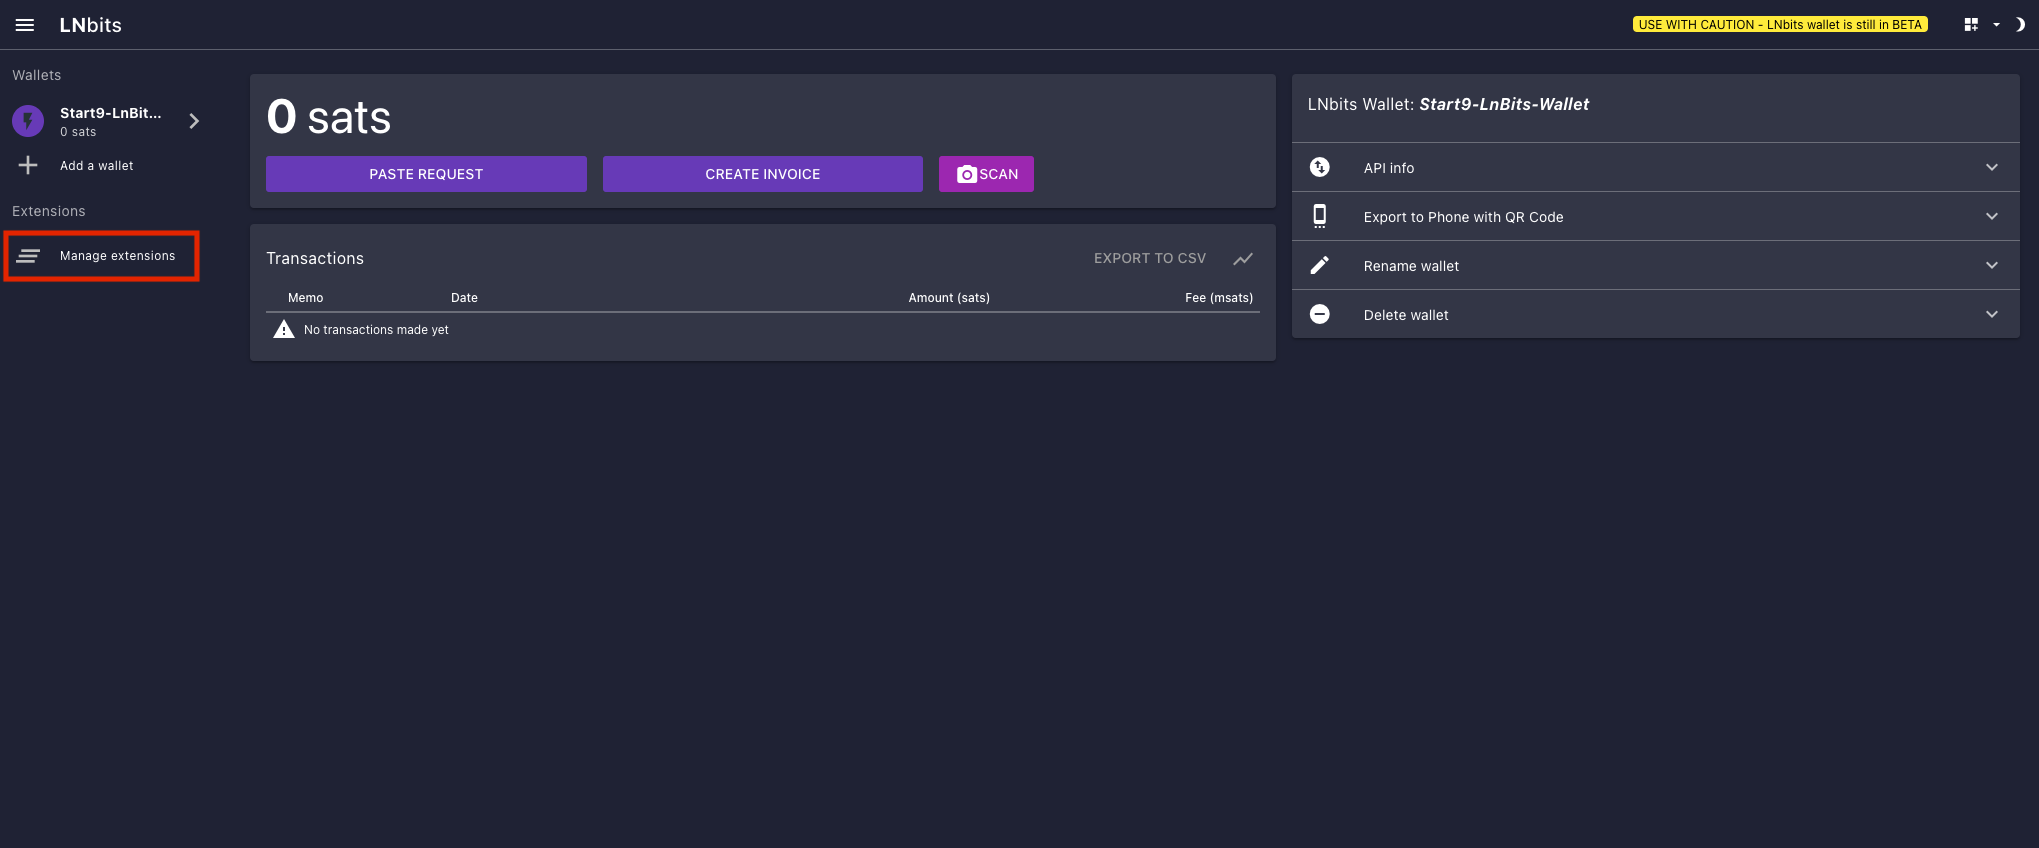 LNbits
USE WITH CAUTION - LNbits wallet is still in BETA
Wallets
Start9-LnBit...
0 sats
Add a wallet
Extensions
Manage extensions
0 sats
PASTE REQUEST
CREATE INVOICE
SCAN
Transactions
EXPORT TO CSV
Memo Date Amount (sats) Fee (msats)
No transactions made yet
LNbits Wallet: Start9-LnBits-Wallet
API info
Export to Phone with QR Code
Rename wallet
Delete wallet